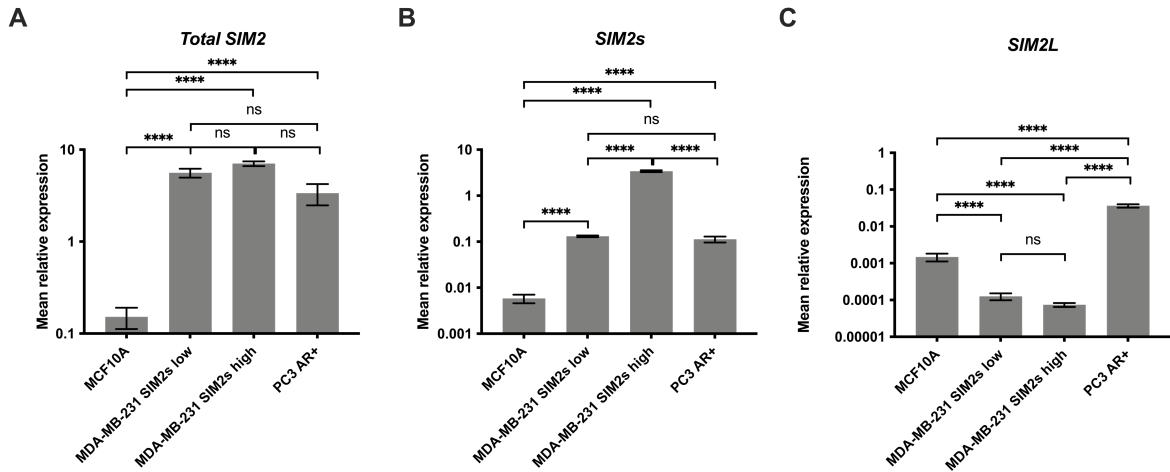 A
Total SIM2
****
****
ns
****
ns
ns
10
1
0.1
Mean relative expression
MCF10A
MDA-MB-231 SIM2s low
MDA-MB-231 SIM2s high
PC3 AR+
B
SIM2s
****
****
ns
****
****
****
10
1
0.1
0.01
0.001
Mean relative expression
MCF10A
MDA-MB-231 SIM2s low
MDA-MB-231 SIM2s high
PC3 AR+
C
SIM2L
****
****
****
****
****
ns
1
0.1
0.01
0.001
0.0001
0.00001
Mean relative expression
MCF10A
MDA-MB-231 SIM2s low
MDA-MB-231 SIM2s high
PC3 AR+